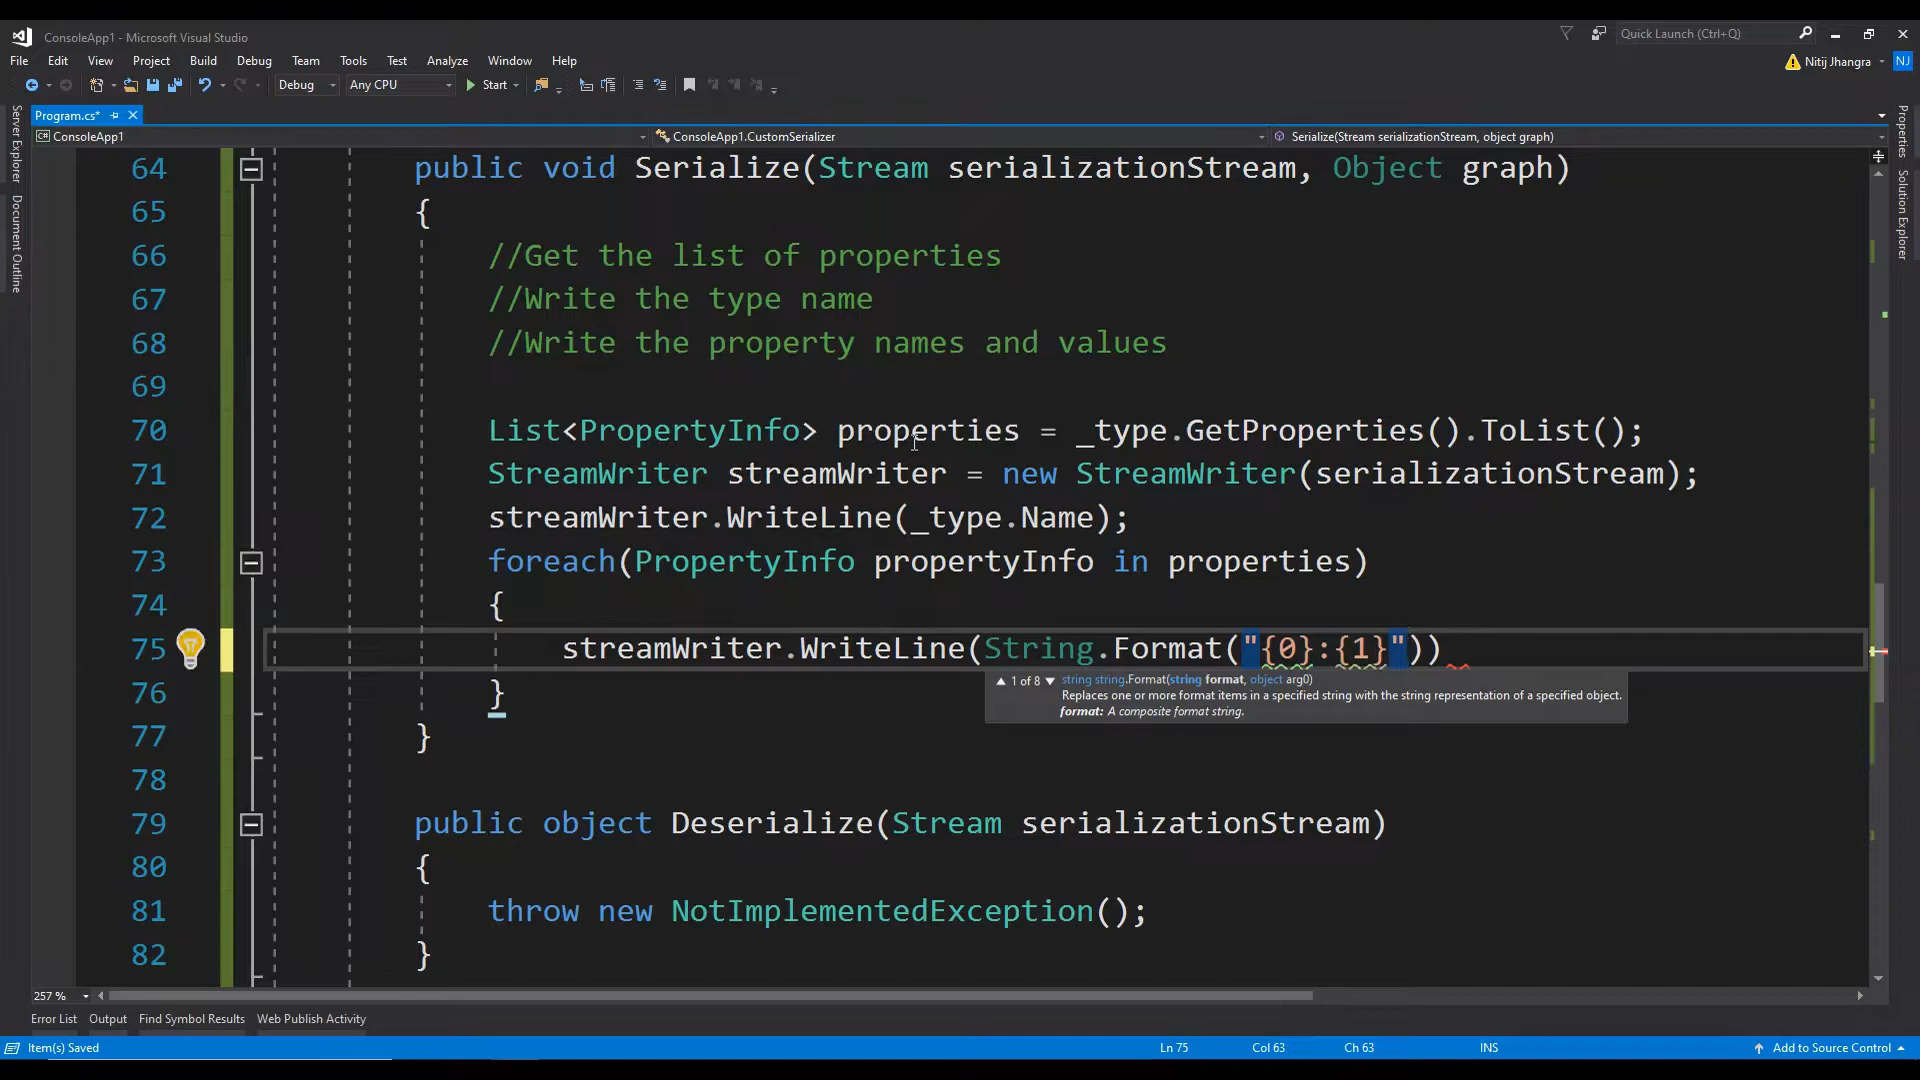 ConsoleApp1 - Microsoft Visual Studio
Quick Launch (Ctrl+Q)
File Edit View Project Build Debug Team Tools Test Analyze Window Help
Nitij Jhangra NJ
Debug Any CPU Start
Program.cs*
ConsoleApp1 ConsoleApp1.CustomSerializer Serialize(Stream serializationStream, object graph)
Server Explorer
Document Outline
Properties
Solution Explorer
64 public void Serialize(Stream serializationStream, Object graph)
65 {
66 //Get the list of properties
67 //Write the type name
68 //Write the property names and values
69
70 List<PropertyInfo> properties = _type.GetProperties().ToList();
71 StreamWriter streamWriter = new StreamWriter(serializationStream);
72 streamWriter.WriteLine(_type.Name);
73 foreach(PropertyInfo propertyInfo in properties)
74 {
75 streamWriter.WriteLine(String.Format("{0}:{1}"))
1 of 8 string string.Format(string format, object arg0)
Replaces one or more format items in a specified string with the string representation of a specified object.
format: A composite format string.
76 }
77 }
78
79 public object Deserialize(Stream serializationStream)
80 {
81 throw new NotImplementedException();
82 }
257 %
Error List Output Find Symbol Results Web Publish Activity
Item(s) Saved Ln 75 Col 63 Ch 63 INS Add to Source Control